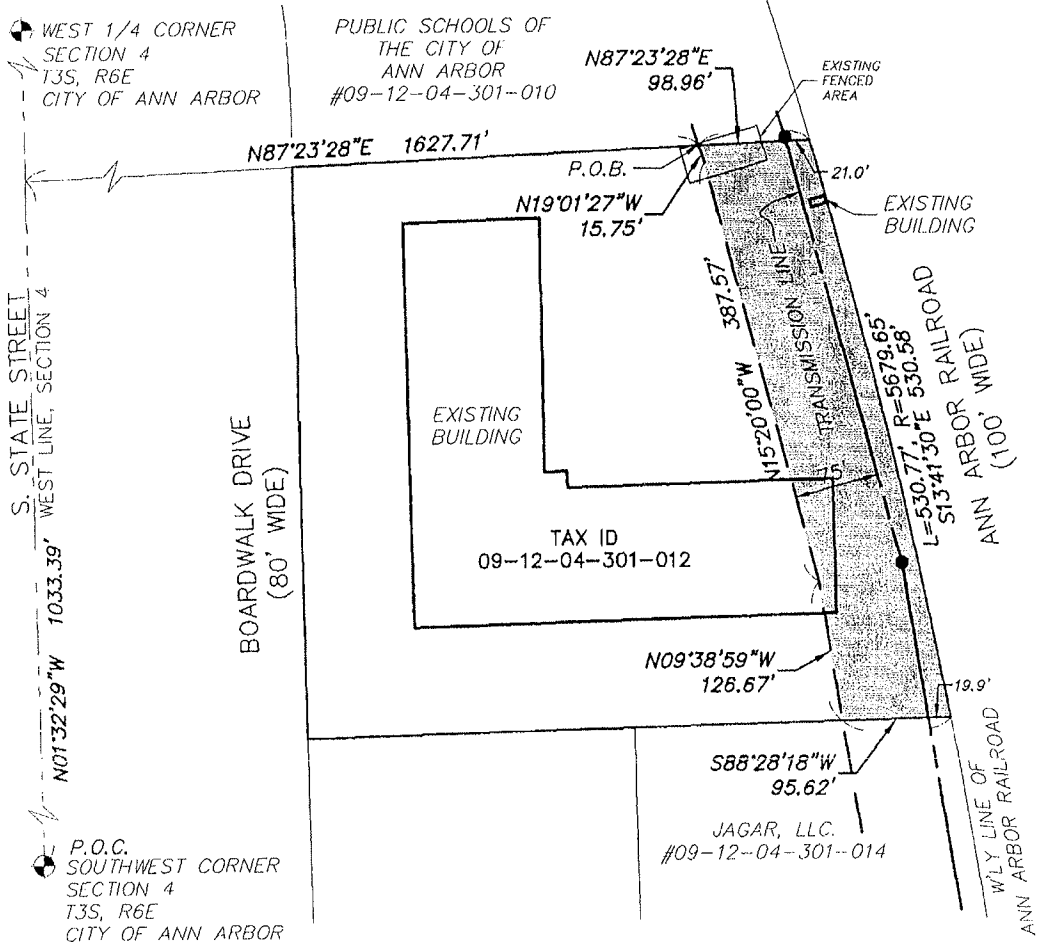 WEST 1/4 CORNER
SECTION 4
T3S, R6E
CITY OF ANN ARBOR
PUBLIC SCHOOLS OF
THE CITY OF
ANN ARBOR
#09-12-04-301-010
N87°23'28"E
98.96'
EXISTING
FENCED
AREA
N87°23'28"E 1627.71'
P.O.B.
21.0'
N19°01'27"W
15.75'
EXISTING
BUILDING
S. STATE STREET
WEST LINE, SECTION 4
N01°32'29"W 1033.39'
BOARDWALK DRIVE
(80' WIDE)
EXISTING
BUILDING
N15°20'00"W 387.57'
TRANSMISSION LINE
75'
L=530.77' R=5679.65'
S13°41'30"E 530.58'
ANN ARBOR RAILROAD
(100' WIDE)
TAX ID
09-12-04-301-012
N09°38'59"W
126.67'
19.9'
S88°28'18"W
95.62'
JAGAR, LLC.
#09-12-04-301-014
W'LY LINE OF
ANN ARBOR RAILROAD
P.O.C.
SOUTHWEST CORNER
SECTION 4
T3S, R6E
CITY OF ANN ARBOR